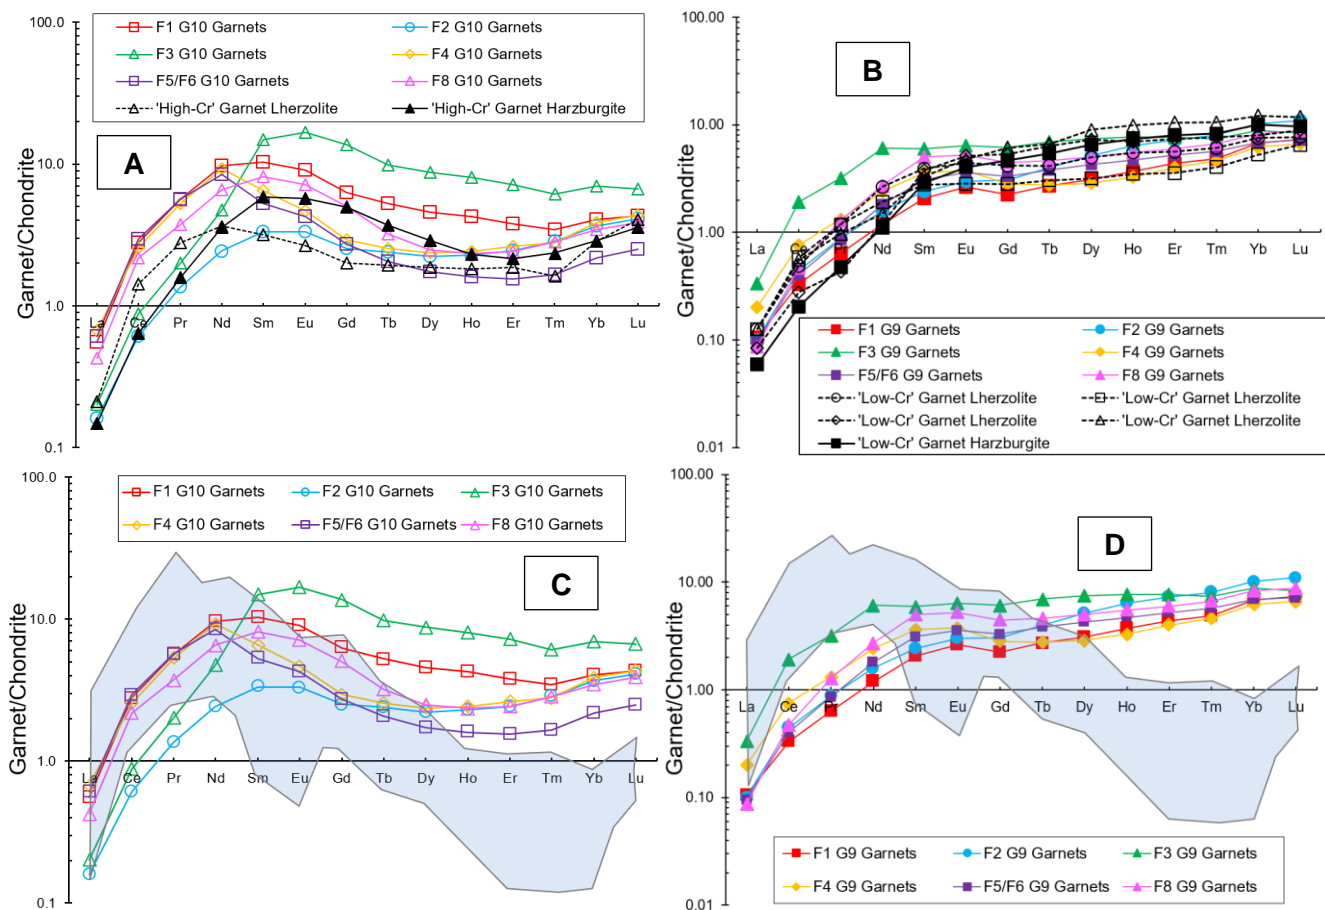 A
Garnet/Chondrite
100.0
10.0
1.0
0.1
F1 G10 Garnets
F2 G10 Garnets
F3 G10 Garnets
F4 G10 Garnets
F5/F6 G10 Garnets
F8 G10 Garnets
'High-Cr' Garnet Lherzolite
'High-Cr' Garnet Harzburgite
La Ce Pr Nd Sm Eu Gd Tb Dy Ho Er Tm Yb Lu
B
Garnet/Chondrite
100.00
10.00
1.00
0.10
0.01
La Ce Pr Nd Sm Eu Gd Tb Dy Ho Er Tm Yb Lu
F1 G9 Garnets
F2 G9 Garnets
F3 G9 Garnets
F4 G9 Garnets
F5/F6 G9 Garnets
F8 G9 Garnets
'Low-Cr' Garnet Lherzolite
'Low-Cr' Garnet Lherzolite
'Low-Cr' Garnet Lherzolite
'Low-Cr' Garnet Lherzolite
'Low-Cr' Garnet Harzburgite
C
Garnet/Chondrite
100.0
10.0
1.0
0.1
F1 G10 Garnets
F2 G10 Garnets
F3 G10 Garnets
F4 G10 Garnets
F5/F6 G10 Garnets
F8 G10 Garnets
La Ce Pr Nd Sm Eu Gd Tb Dy Ho Er Tm Yb Lu
D
Garnet/Chondrite
100.00
10.00
1.00
0.10
0.01
La Ce Pr Nd Sm Eu Gd Tb Dy Ho Er Tm Yb Lu
F1 G9 Garnets
F2 G9 Garnets
F3 G9 Garnets
F4 G9 Garnets
F5/F6 G9 Garnets
F8 G9 Garnets